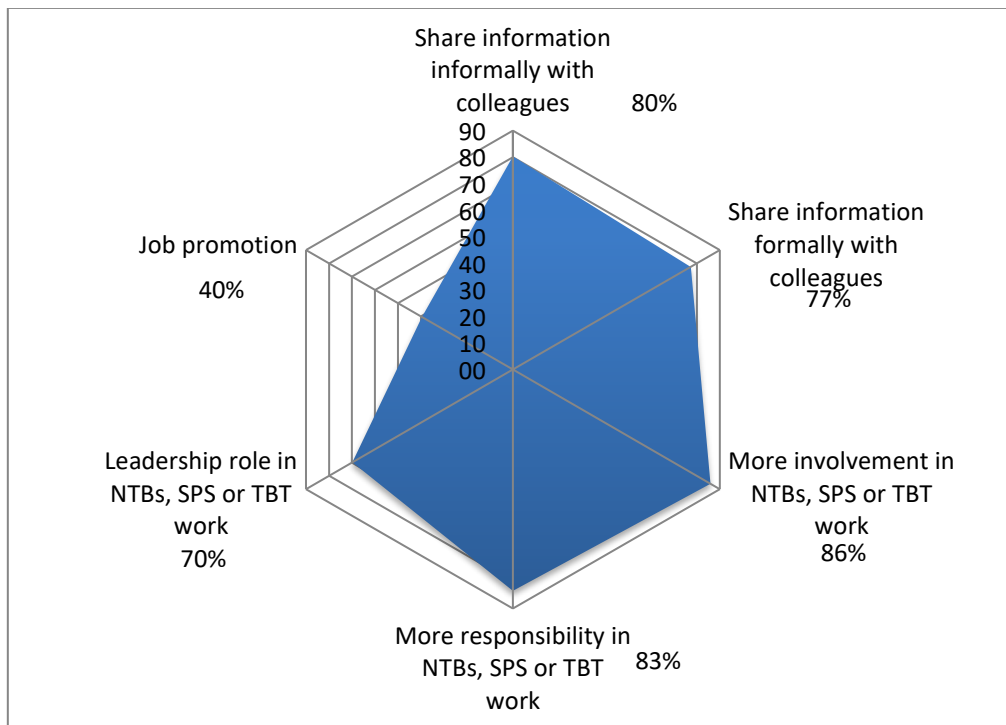 Share information
informally with
colleagues
80%
90
80
70
60
50
40
30
20
10
00
Share information
formally with
colleagues
77%
More involvement in
NTBs, SPS or TBT
work
86%
More responsibility in
NTBs, SPS or TBT
work
83%
Leadership role in
NTBs, SPS or TBT
work
70%
Job promotion
40%